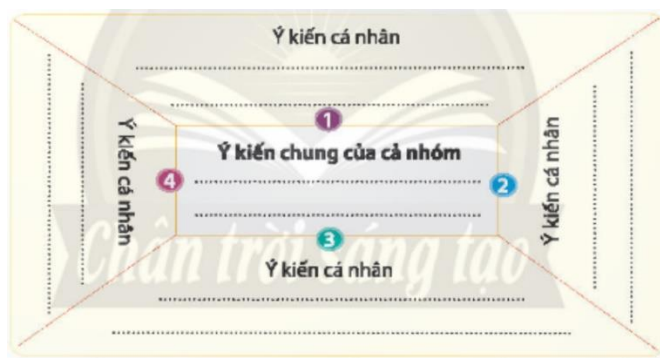 Ý kiến cá nhân
1
Ý kiến chung của cả nhóm
4
Ý kiến cá nhân
2
Ý kiến cá nhân
3
Ý kiến cá nhân
Chân trời sáng tạo